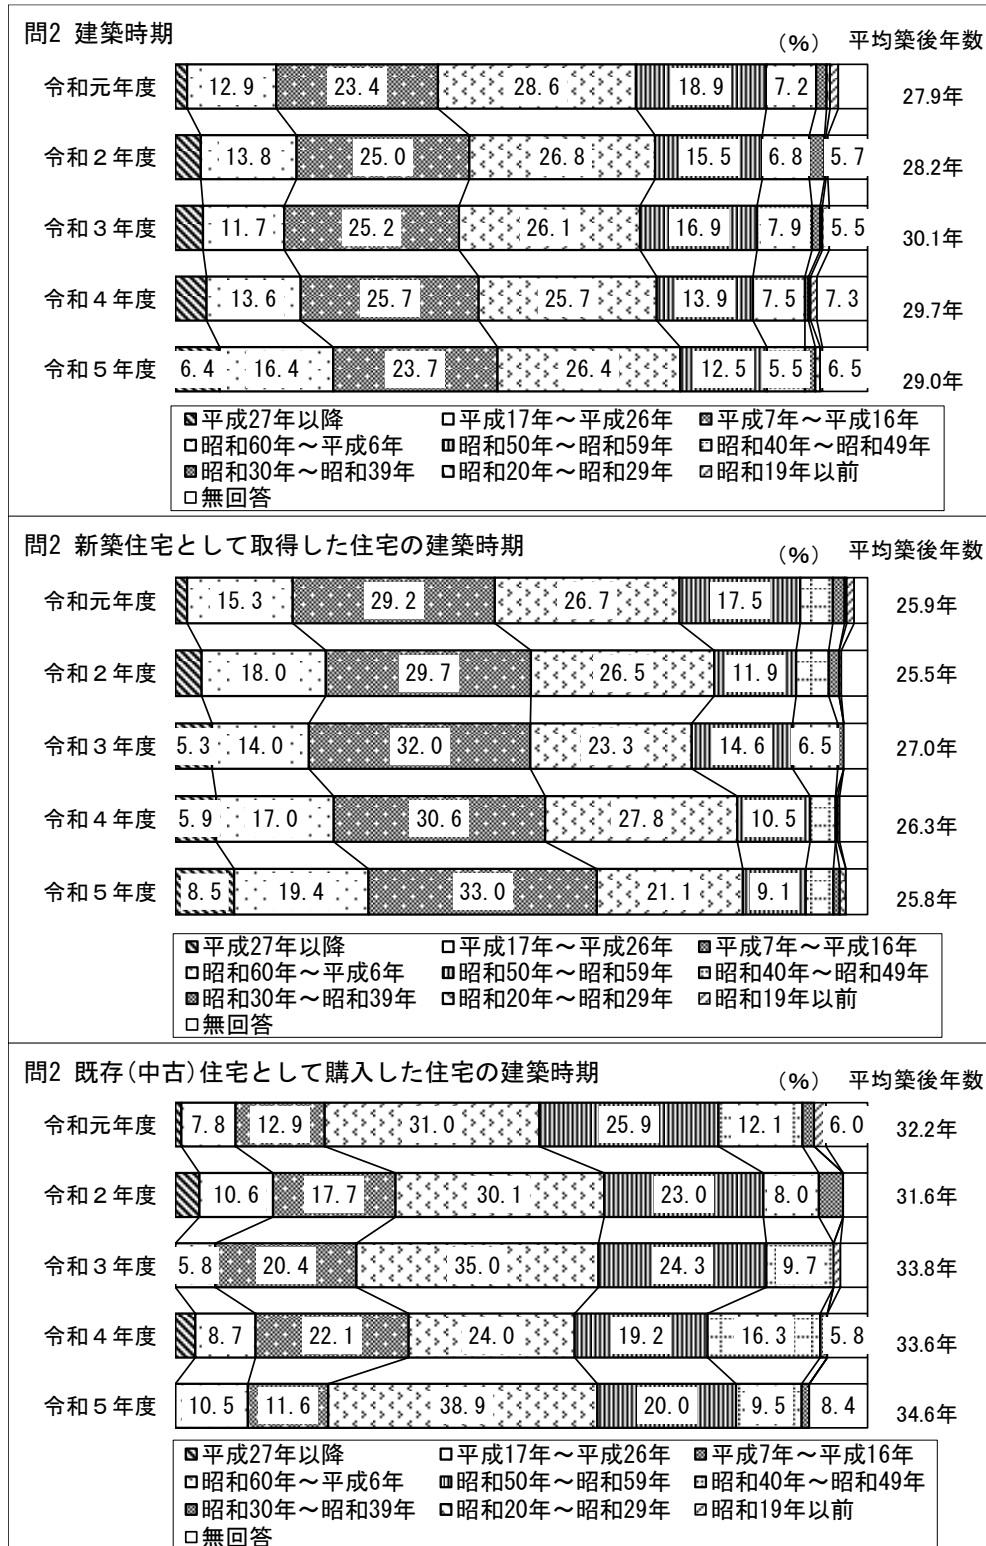 問2 建築時期
(%) 平均築後年数
令和元年度 12.9 23.4 28.6 18.9 7.2 27.9年
令和2年度 13.8 25.0 26.8 15.5 6.8 5.7 28.2年
令和3年度 11.7 25.2 26.1 16.9 7.9 5.5 30.1年
令和4年度 13.6 25.7 25.7 13.9 7.5 7.3 29.7年
令和5年度 6.4 16.4 23.7 26.4 12.5 5.5 6.5 29.0年
平成27年以降 平成17年～平成26年 平成7年～平成16年
昭和60年～平成6年 昭和50年～昭和59年 昭和40年～昭和49年
昭和30年～昭和39年 昭和20年～昭和29年 昭和19年以前
無回答
問2 新築住宅として取得した住宅の建築時期
(%) 平均築後年数
令和元年度 15.3 29.2 26.7 17.5 25.9年
令和2年度 18.0 29.7 26.5 11.9 25.5年
令和3年度 5.3 14.0 32.0 23.3 14.6 6.5 27.0年
令和4年度 5.9 17.0 30.6 27.8 10.5 26.3年
令和5年度 8.5 19.4 33.0 21.1 9.1 25.8年
平成27年以降 平成17年～平成26年 平成7年～平成16年
昭和60年～平成6年 昭和50年～昭和59年 昭和40年～昭和49年
昭和30年～昭和39年 昭和20年～昭和29年 昭和19年以前
無回答
問2 既存(中古)住宅として購入した住宅の建築時期
(%) 平均築後年数
令和元年度 7.8 12.9 31.0 25.9 12.1 6.0 32.2年
令和2年度 10.6 17.7 30.1 23.0 8.0 31.6年
令和3年度 5.8 20.4 35.0 24.3 9.7 33.8年
令和4年度 8.7 22.1 24.0 19.2 16.3 5.8 33.6年
令和5年度 10.5 11.6 38.9 20.0 9.5 8.4 34.6年
平成27年以降 平成17年～平成26年 平成7年～平成16年
昭和60年～平成6年 昭和50年～昭和59年 昭和40年～昭和49年
昭和30年～昭和39年 昭和20年～昭和29年 昭和19年以前
無回答